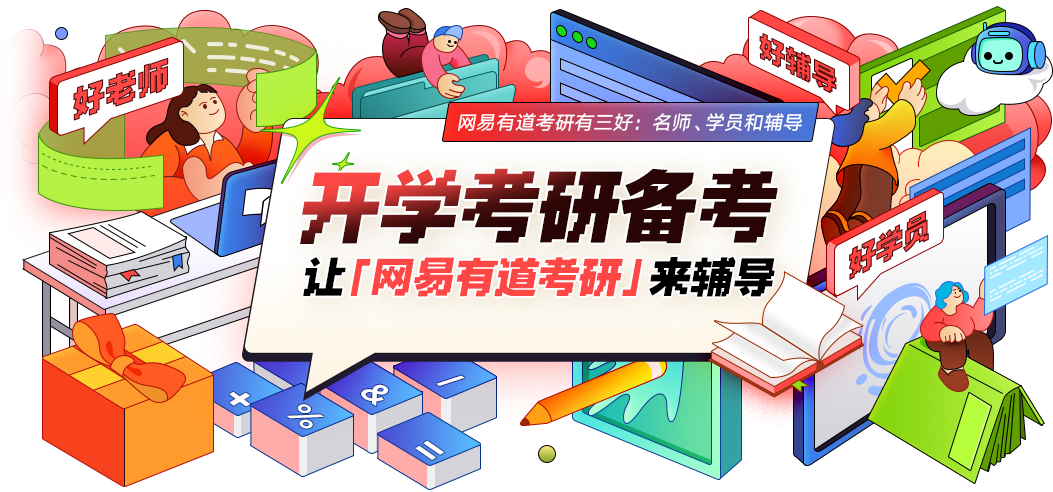 好老师
好辅导
网易有道考研有三好：名师、学员和辅导
开学考研备考
让「网易有道考研」来辅导
好学员
+
%
&
−
=